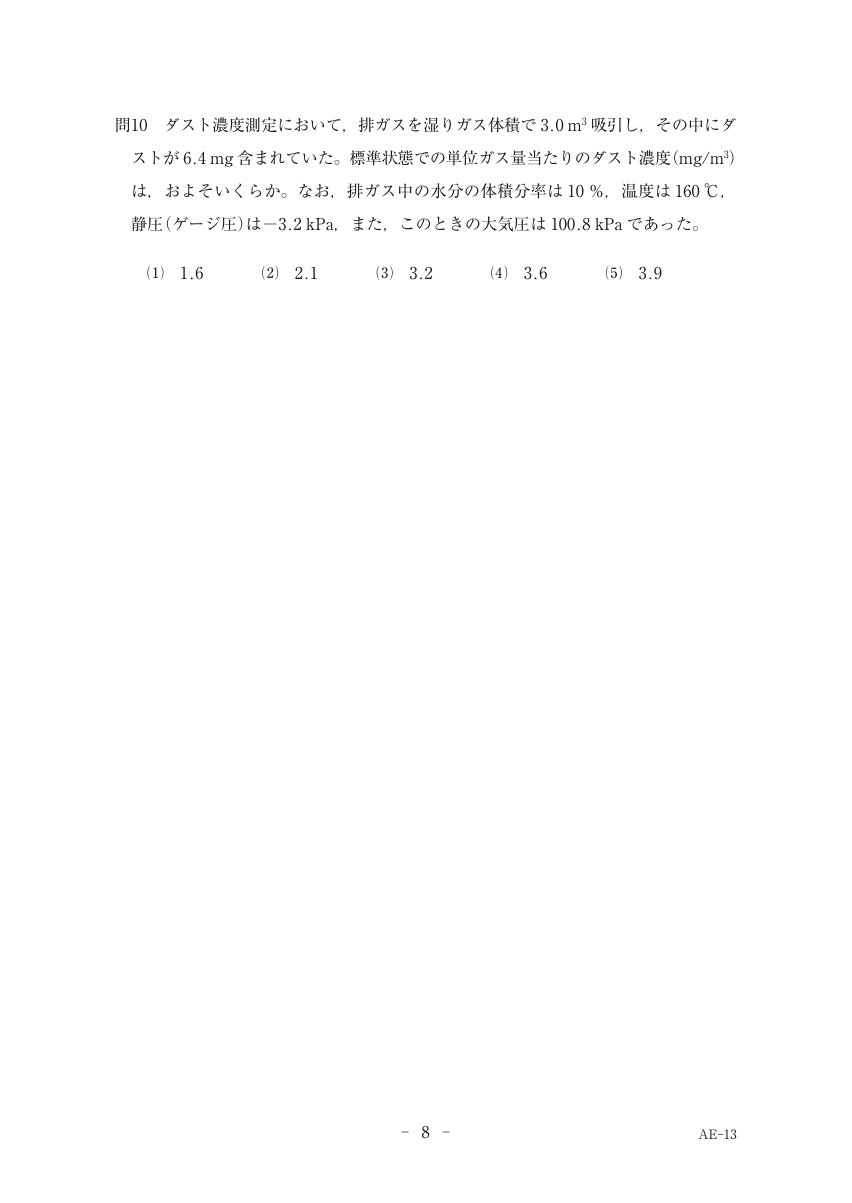 問10　ダスト濃度測定において，排ガスを湿りガス体積で 3.0 m³ 吸引し，その中にダ
ストが 6.4 mg 含まれていた。標準状態での単位ガス量当たりのダスト濃度(mg/m³)
は，およそいくらか。なお，排ガス中の水分の体積分率は 10 %，温度は 160 ℃，
静圧(ゲージ圧)は−3.2 kPa，また，このときの大気圧は 100.8 kPa であった。
(1)　1.6　(2)　2.1　(3)　3.2　(4)　3.6　(5)　3.9
- 8 -
AE-13